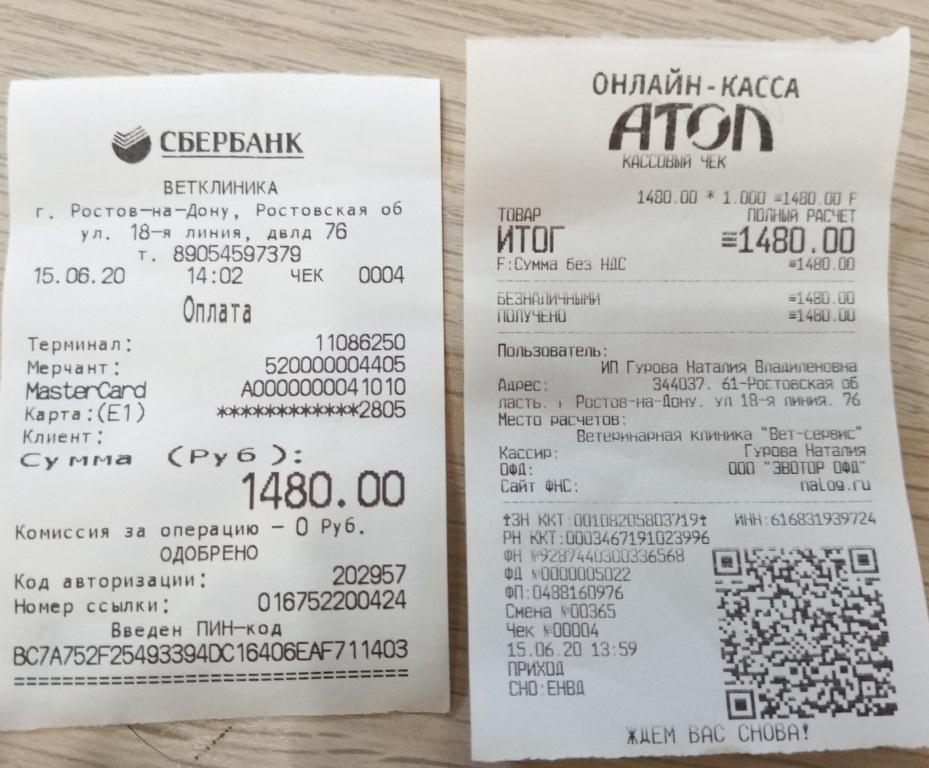 СБЕРБАНК
ВЕТКЛИНИКА
г. Ростов-на-Дону, Ростовская об
ул. 18-я линия, двлд 76
т. 89054597379
15.06.20 14:02 ЧЕК 0004
Оплата
Терминал: 11086250
Мерчант: 520000004405
MasterCard A0000000041010
Карта:(E1) ************2805
Клиент:
Сумма (Руб):
1480.00
Комиссия за операцию - 0 Руб.
ОДОБРЕНО
Код авторизации: 202957
Номер ссылки: 016752200424
Введен ПИН-код
BC7A752F25493394DC16406EAF711403
================================
ОНЛАЙН-КАССА
АТОЛ
КАССОВЫЙ ЧЕК
1480.00 * 1.000 =1480.00 F
ТОВАР ПОЛНЫЙ РАСЧЕТ
ИТОГ =1480.00
F:Сумма без НДС =1480.00
БЕЗНАЛИЧНЫМИ =1480.00
ПОЛУЧЕНО =1480.00
Пользователь:
ИП Гурова Наталия Владиленовна
Адрес: 344037. 61-Ростовская об
ласть. , Ростов-на-Дону. ул 18-я линия. 76
Место расчетов:
Ветеринарная клиника "Вет-сервис"
Кассир: Гурова Наталия
ОФД: ООО "ЭВОТОР ОФД"
Сайт ФНС: nalog.ru
ЗН ККТ:00108205803719 ИНН:616831939724
РН ККТ:0003467191023996
ФН №9287440300336568
ФД №0000005022
ФП:0488160976
Смена №00365
Чек №00004
15.06.20 13:59
ПРИХОД
СНО:ЕНВД
ЖДЕМ ВАС СНОВА!